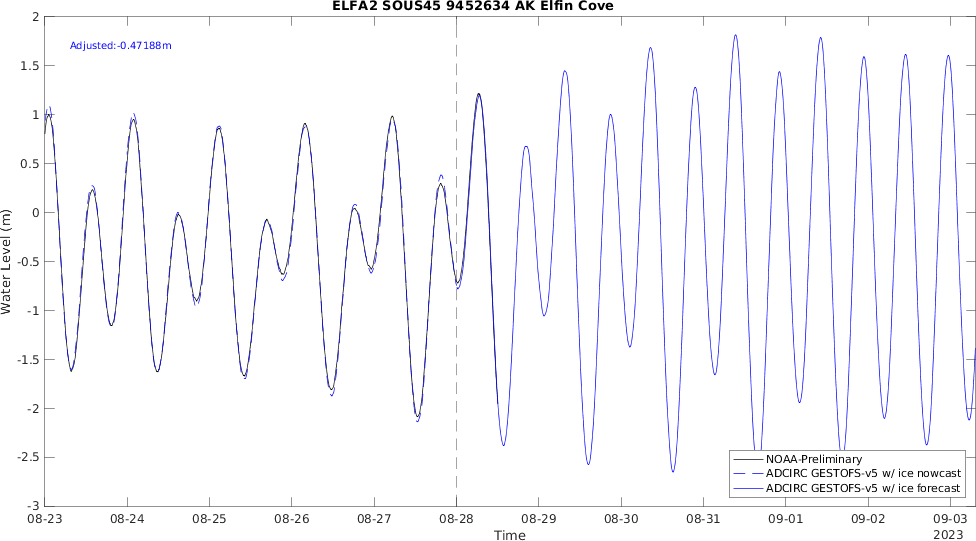 ELFA2 SOUS45 9452634 AK Elfin Cove
Adjusted:-0.47188m
2
1.5
1
0.5
0
-0.5
-1
-1.5
-2
-2.5
-3
Water Level (m)
NOAA-Preliminary
ADCIRC GESTOFS-v5 w/ ice nowcast
ADCIRC GESTOFS-v5 w/ ice forecast
08-23 08-24 08-25 08-26 08-27 08-28 08-29 08-30 08-31 09-01 09-02 09-03
Time
2023